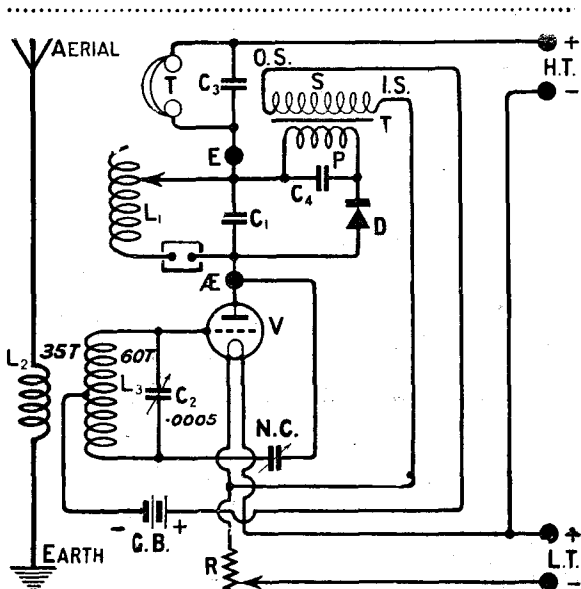 AERIAL
+
H.T.
-
O.S.
S
I.S.
T
C3
T
E
P
C4
D
L1
C1
Æ
V
L2
35T
60T
L3
C2
.0005
N.C.
- G.B. +
EARTH
R
+
L.T.
-